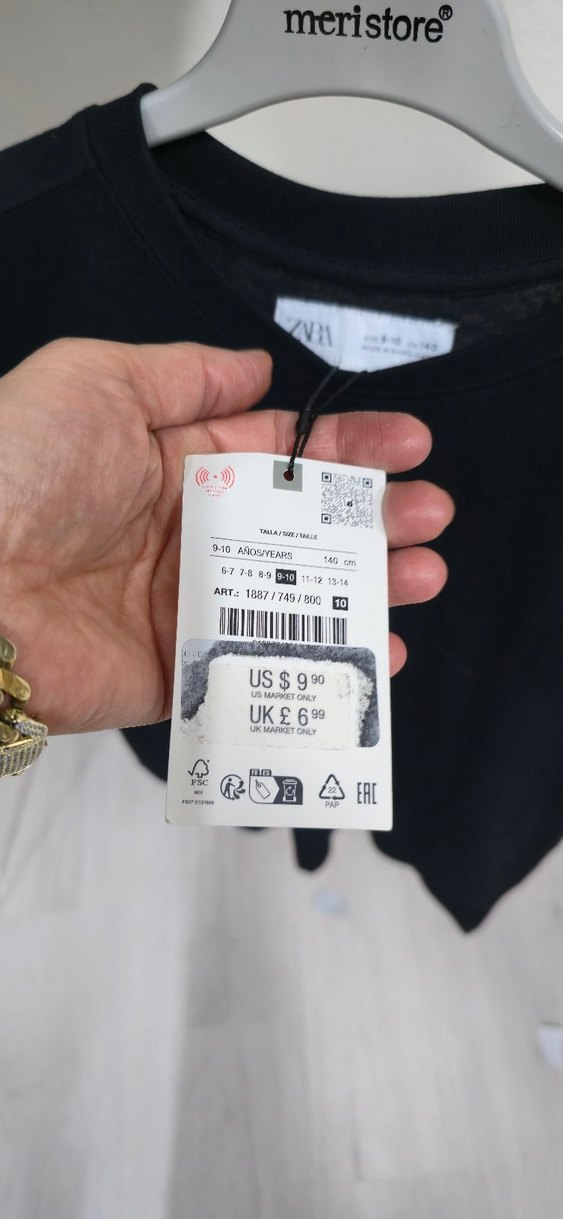 meristore®
ZARA
TALLA / SIZE / TAILLE
9-10 AÑOS/YEARS 140 cm
6-7 7-8 8-9 9-10 11-12 13-14
ART.: 1887 / 749 / 800 10
US $ 9 90
US MARKET ONLY
UK £ 6 99
UK MARKET ONLY
FSC
MIX
FR ES
22
PAP
EAC